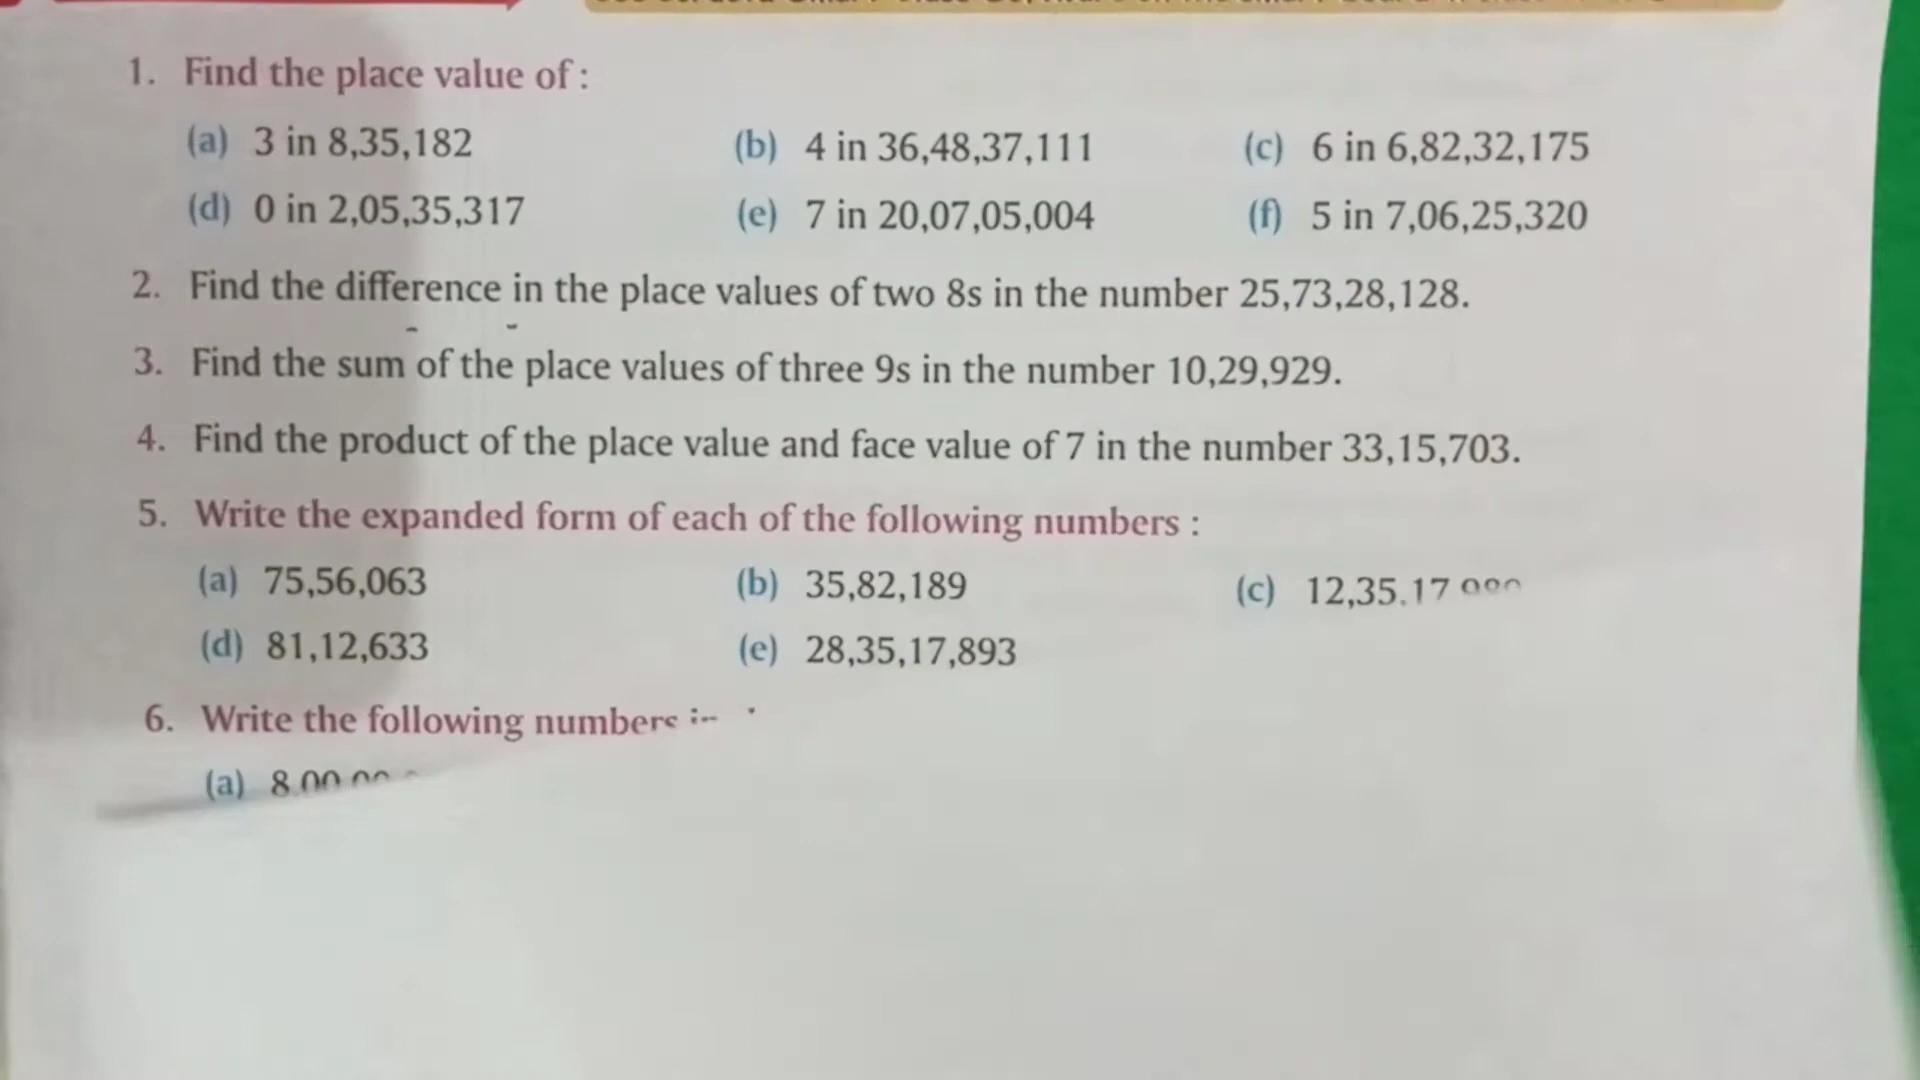 1. Find the place value of :
(a) 3 in 8,35,182 (b) 4 in 36,48,37,111 (c) 6 in 6,82,32,175
(d) 0 in 2,05,35,317 (e) 7 in 20,07,05,004 (f) 5 in 7,06,25,320
2. Find the difference in the place values of two 8s in the number 25,73,28,128.
3. Find the sum of the place values of three 9s in the number 10,29,929.
4. Find the product of the place value and face value of 7 in the number 33,15,703.
5. Write the expanded form of each of the following numbers :
(a) 75,56,063 (b) 35,82,189 (c) 12,35,17
(d) 81,12,633 (e) 28,35,17,893
6. Write the following numbers
(a) 8,00